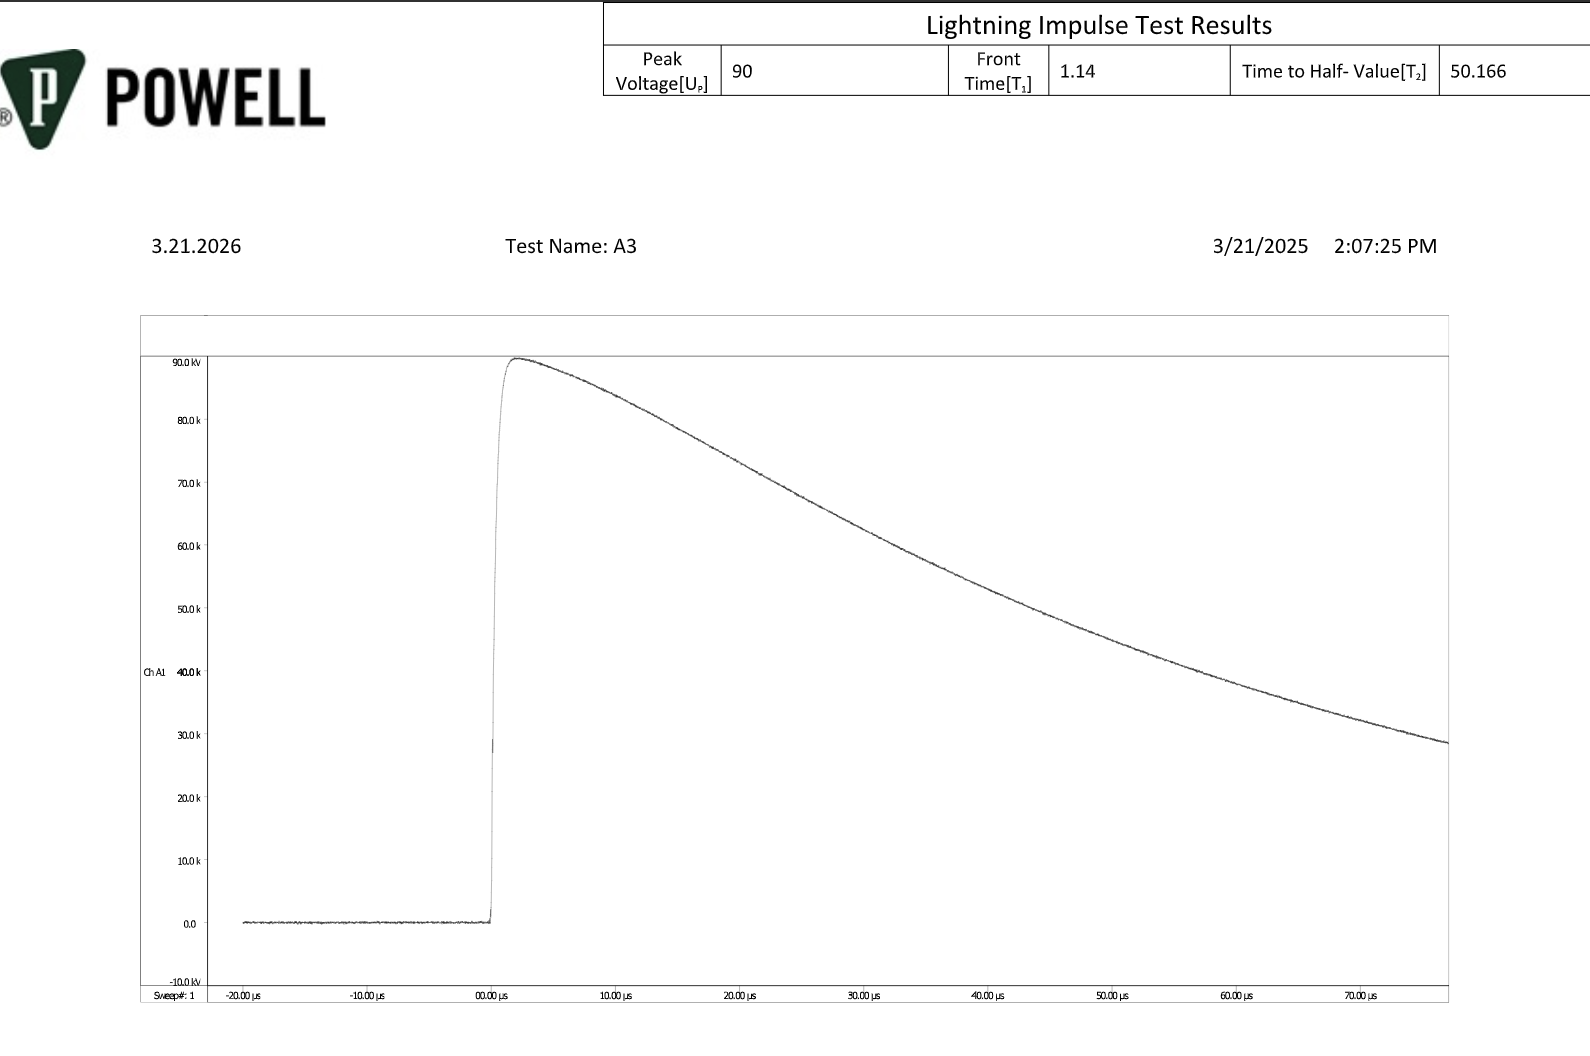 Lightning Impulse Test Results
Peak Voltage[Uₚ] 90 Front Time[T₁] 1.14 Time to Half- Value[T₂] 50.166
® P POWELL
3.21.2026 Test Name: A3 3/21/2025 2:07:25 PM
90.0 kV
80.0 k
70.0 k
60.0 k
50.0 k
Ch A1 40.0 k
30.0 k
20.0 k
10.0 k
0.0
-10.0 kV
Sweep#: 1 -20.00 µs -10.00 µs 00.00 µs 10.00 µs 20.00 µs 30.00 µs 40.00 µs 50.00 µs 60.00 µs 70.00 µs